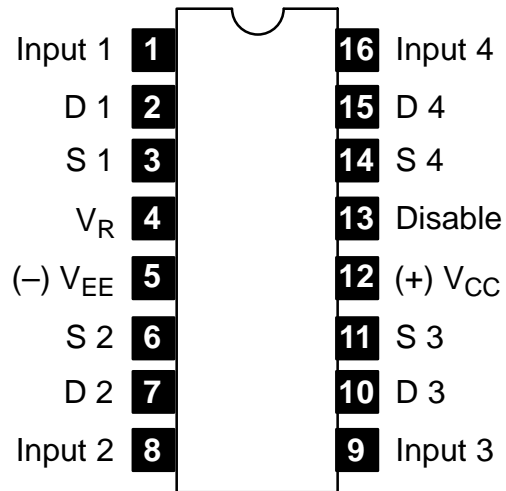 Input 1 1 16 Input 4
D 1 2 15 D 4
S 1 3 14 S 4
VR 4 13 Disable
(–) VEE 5 12 (+) VCC
S 2 6 11 S 3
D 2 7 10 D 3
Input 2 8 9 Input 3